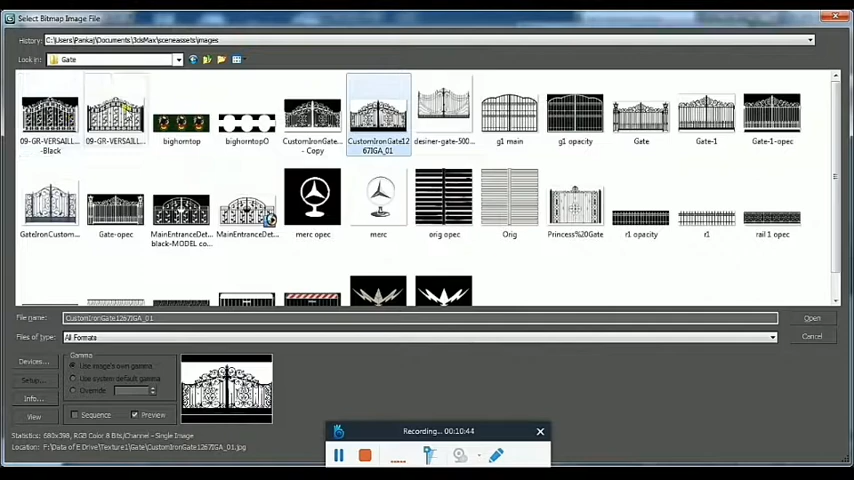 Select Bitmap Image File
History: C:\Users\Pankaj\Documents\3dsMax\sceneassets\images
Look in: Gate
09-GR-VERSAILL... -Black
09-GR-VERSAILL...
bighorntop
bighorntopO
CustomIronGate... - Copy
CustomIronGate12 67IGA_01
desiner-gate-500...
g1 main
g1 opacity
Gate
Gate-1
Gate-1-opec
GateIronCustom...
Gate-opec
MainEntranceDet... black-MODEL co...
MainEntranceDet...
merc opec
merc
orig opec
Orig
Princess%20Gate
r1 opacity
r1
rail 1 opec
File name: CustomIronGate1267IGA_01
Open
Files of type: All Formats
Cancel
Devices...
Setup...
Info...
View
Gamma
Use image's own gamma
Use system default gamma
Override
Sequence
Preview
Statistics: 680x398, RGB Color 8 Bits/Channel - Single Image
Location: F:\Data of E Drive\Texture1\Gate\CustomIronGate1267IGA_01.jpg
Recording... 00:10:44